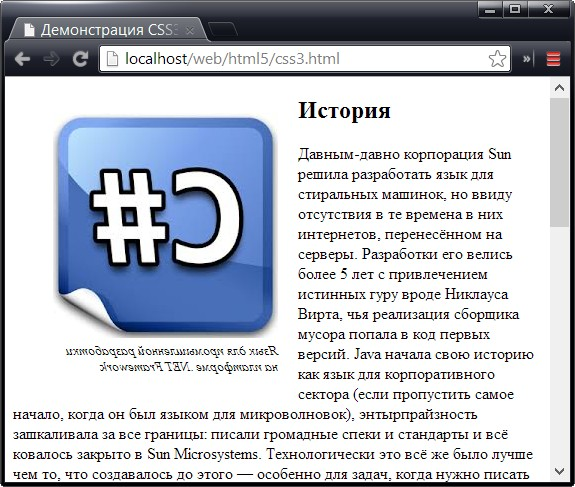 Демонстрация CSS3
localhost/web/html5/css3.html
»
C#
Язык для промышленной разработки
на платформе .NET Framework
История
Давным-давно корпорация Sun
решила разработать язык для
стиральных машинок, но ввиду
отсутствия в те времена в них
интернетов, перенесённом на
серверы. Разработки его велись
более 5 лет с привлечением
истинных гуру вроде Никлауса
Вирта, чья реализация сборщика
мусора попала в код первых
версий. Java начала свою историю
как язык для корпоративного
сектора (если пропустить самое
начало, когда он был языком для микроволновок), энтырпрайзность
зашкаливала за все границы: писали громадные спеки и стандарты и всё
ковалось закрыто в Sun Microsystems. Технологически это всё же было лучше
чем то, что создавалось до этого — особенно для задач, когда нужно писать